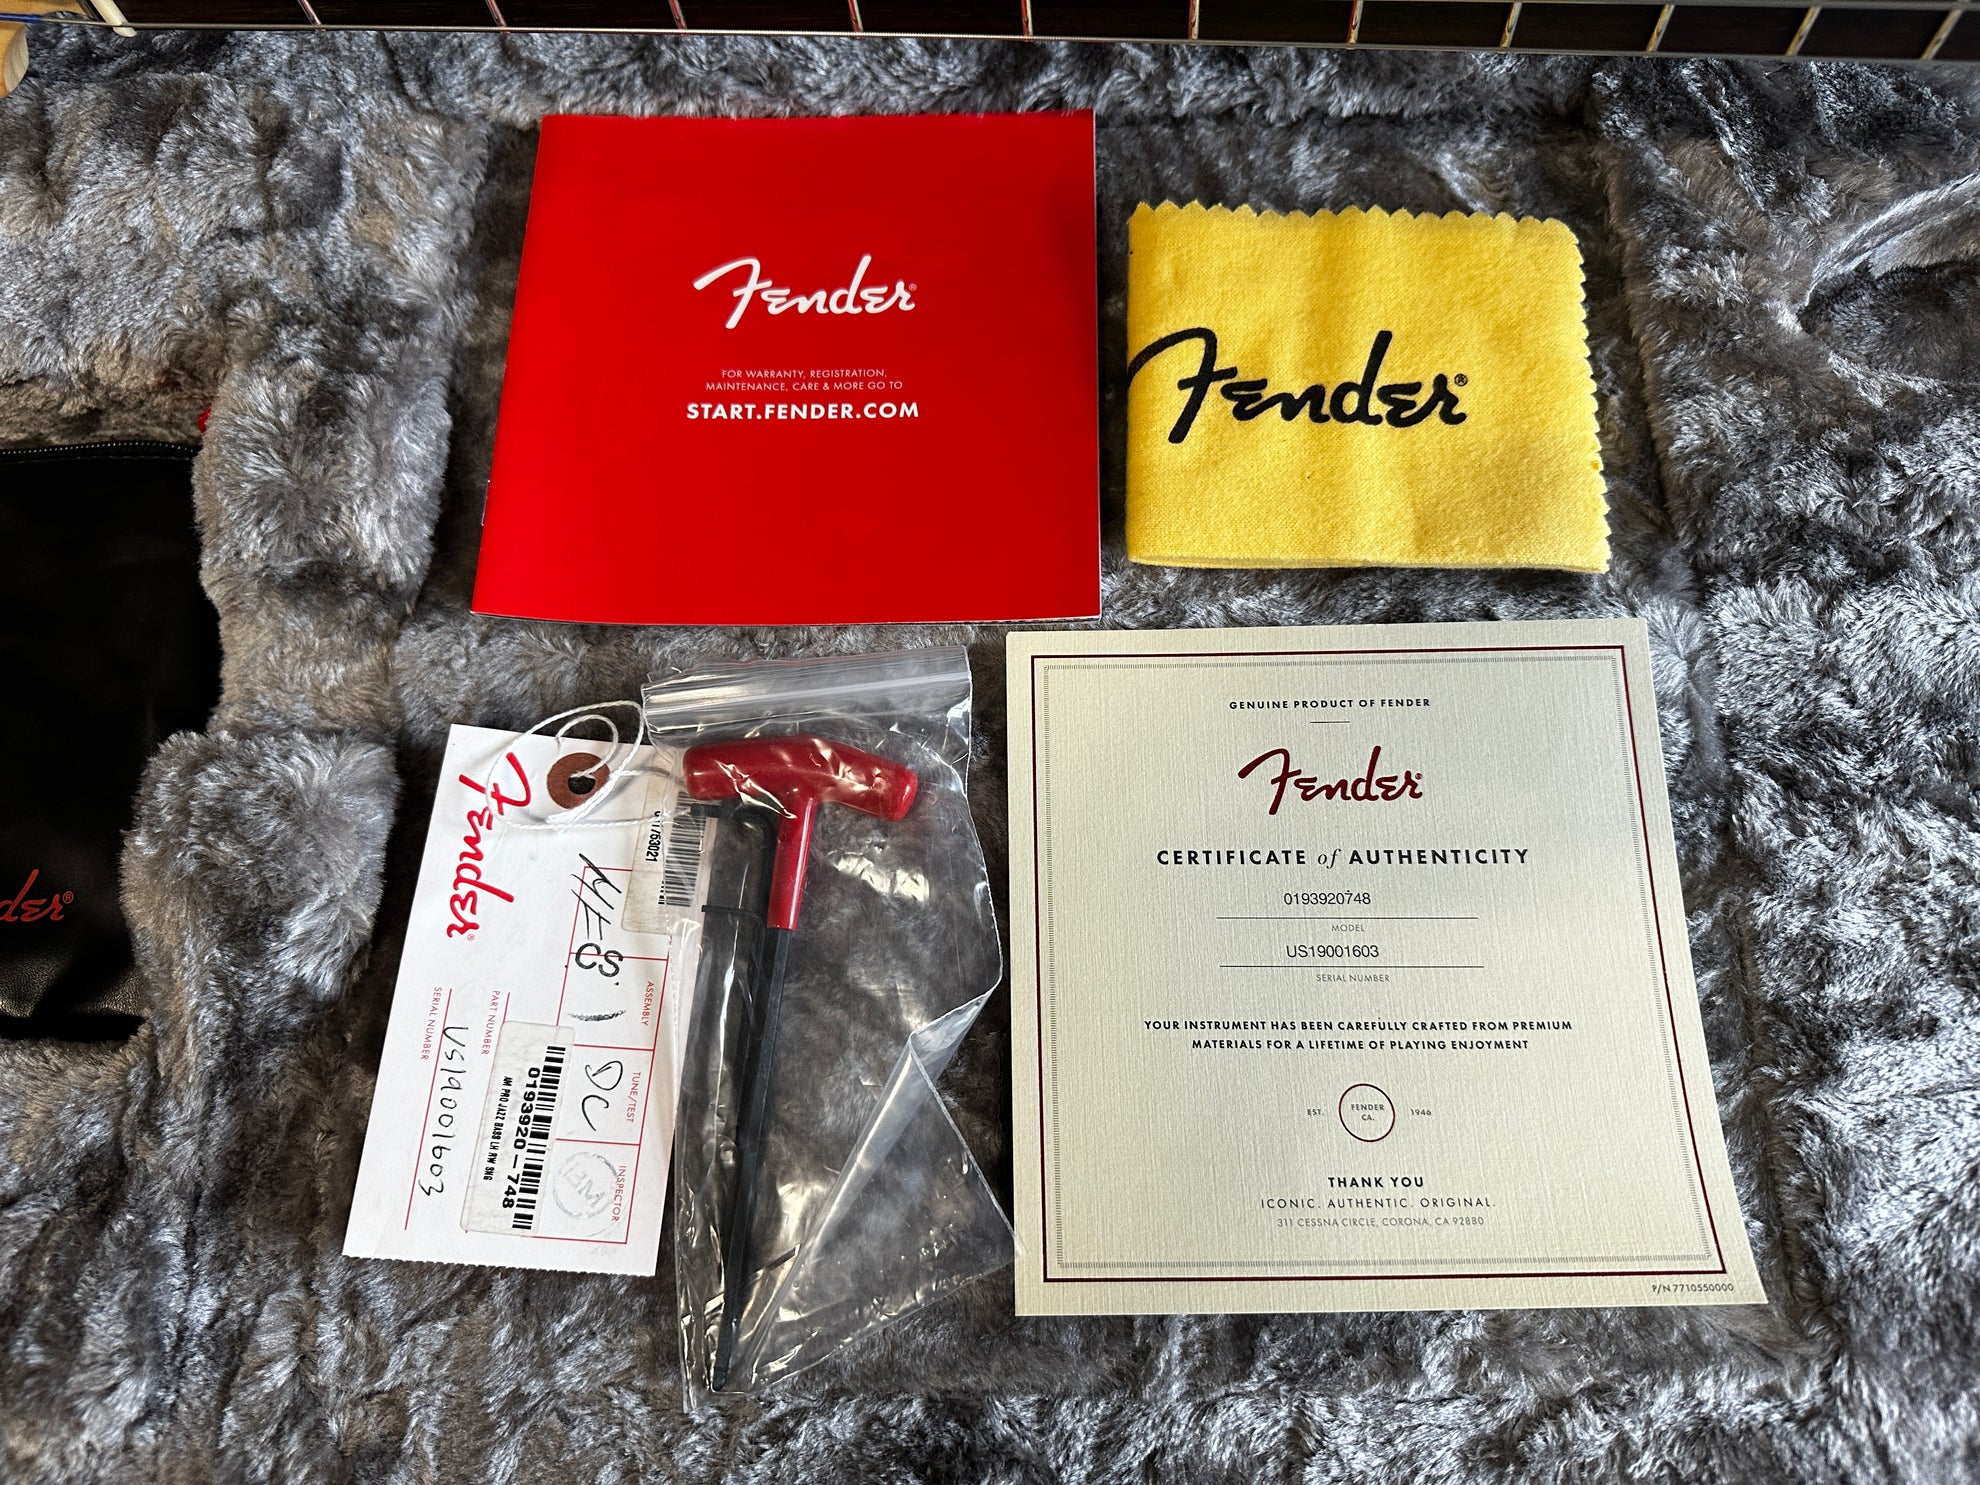 Fender®
FOR WARRANTY, REGISTRATION,
MAINTENANCE, CARE & MORE GO TO
START.FENDER.COM
Fender®
GENUINE PRODUCT OF FENDER
Fender®
CERTIFICATE of AUTHENTICITY
0193920748
MODEL
US19001603
SERIAL NUMBER
YOUR INSTRUMENT HAS BEEN CAREFULLY CRAFTED FROM PREMIUM
MATERIALS FOR A LIFETIME OF PLAYING ENJOYMENT
EST. FENDER CA. 1946
THANK YOU
ICONIC. AUTHENTIC. ORIGINAL.
311 CESSNA CIRCLE, CORONA, CA 92880
P/N 7710550000
Fender®
ASSEMBLY
TUNE/TEST
DC
INSPECTOR
PART NUMBER
0193920-748
AM PRO JAZZ BASS LH RW SNG
SERIAL NUMBER
US19001603
der®